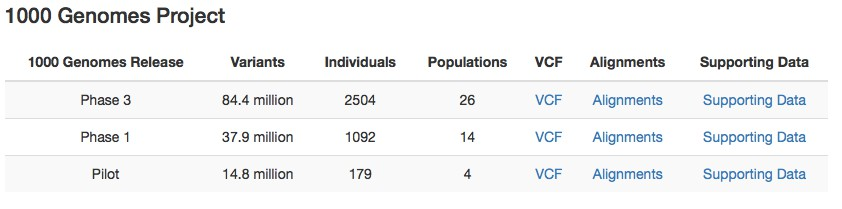 1000 Genomes Project
1000 Genomes Release Variants Individuals Populations VCF Alignments Supporting Data
Phase 3 84.4 million 2504 26 VCF Alignments Supporting Data
Phase 1 37.9 million 1092 14 VCF Alignments Supporting Data
Pilot 14.8 million 179 4 VCF Alignments Supporting Data